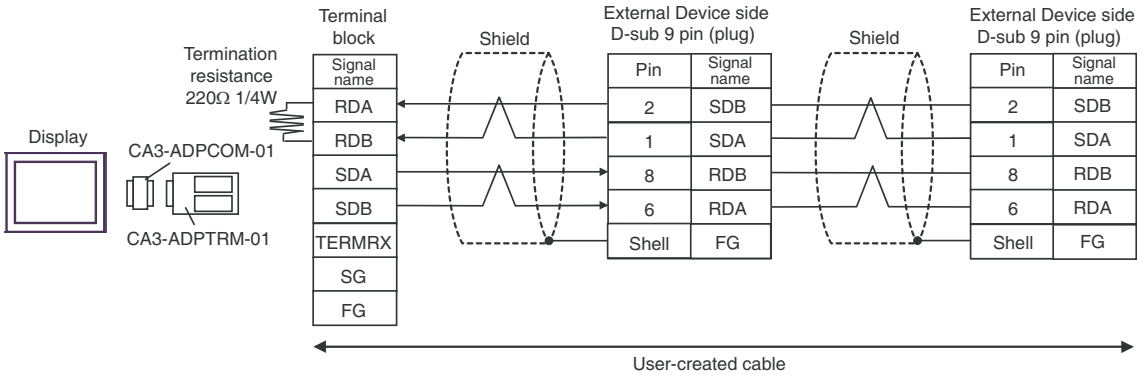 Display
CA3-ADPCOM-01
CA3-ADPTRM-01
Termination
resistance
220Ω 1/4W
Terminal
block
Signal
name
RDA
RDB
SDA
SDB
TERMRX
SG
FG
Shield
External Device side
D-sub 9 pin (plug)
Pin
Signal
name
2
SDB
1
SDA
8
RDB
6
RDA
Shell
FG
Shield
External Device side
D-sub 9 pin (plug)
Pin
Signal
name
2
SDB
1
SDA
8
RDB
6
RDA
Shell
FG
User-created cable